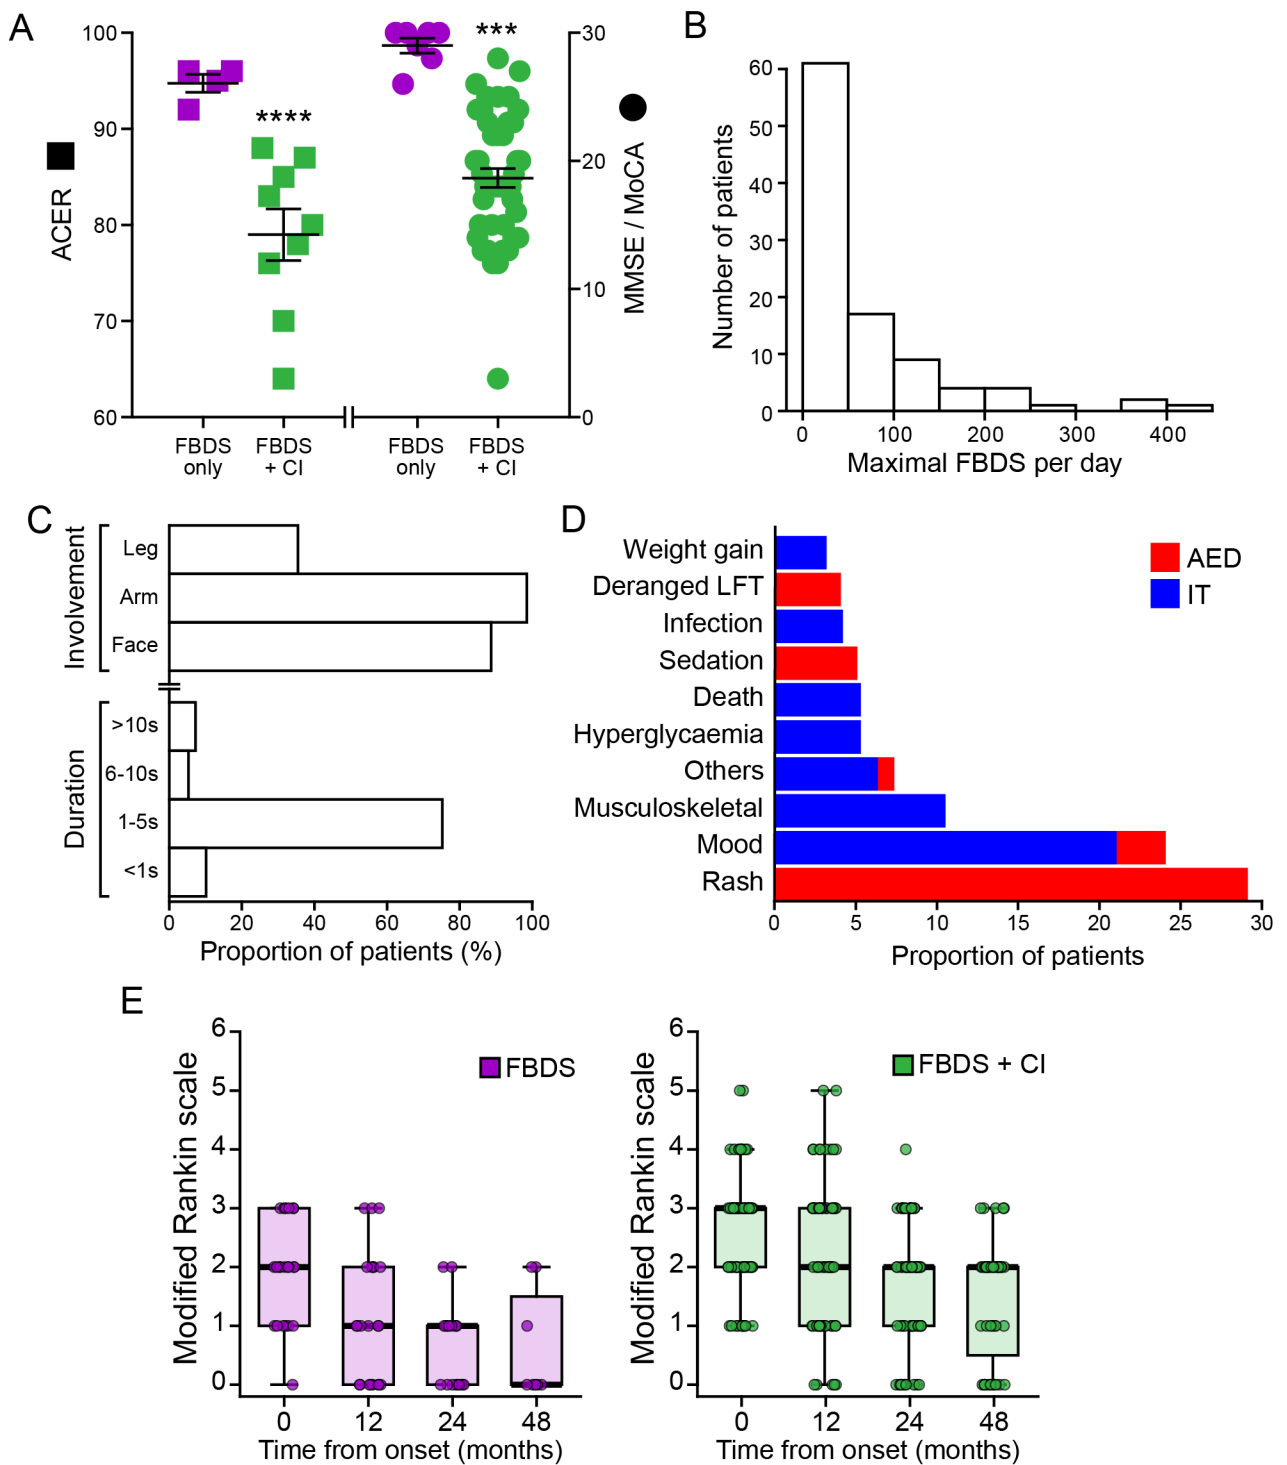 A
100
90
80
70
60
ACER
****
***
30
20
10
0
MMSE / MoCA
FBDS
only
FBDS
+ CI
FBDS
only
FBDS
+ CI
B
60
50
40
30
20
10
0
Number of patients
0
100
200
300
400
Maximal FBDS per day
C
Involvement
Leg
Arm
Face
Duration
>10s
6-10s
1-5s
<1s
0
20
40
60
80
100
Proportion of patients (%)
D
Weight gain
Deranged LFT
Infection
Sedation
Death
Hyperglycaemia
Others
Musculoskeletal
Mood
Rash
AED
IT
0
5
10
15
20
25
30
Proportion of patients
E
Modified Rankin scale
6
5
4
3
2
1
0
FBDS
0
12
24
48
Time from onset (months)
Modified Rankin scale
6
5
4
3
2
1
0
FBDS + CI
0
12
24
48
Time from onset (months)